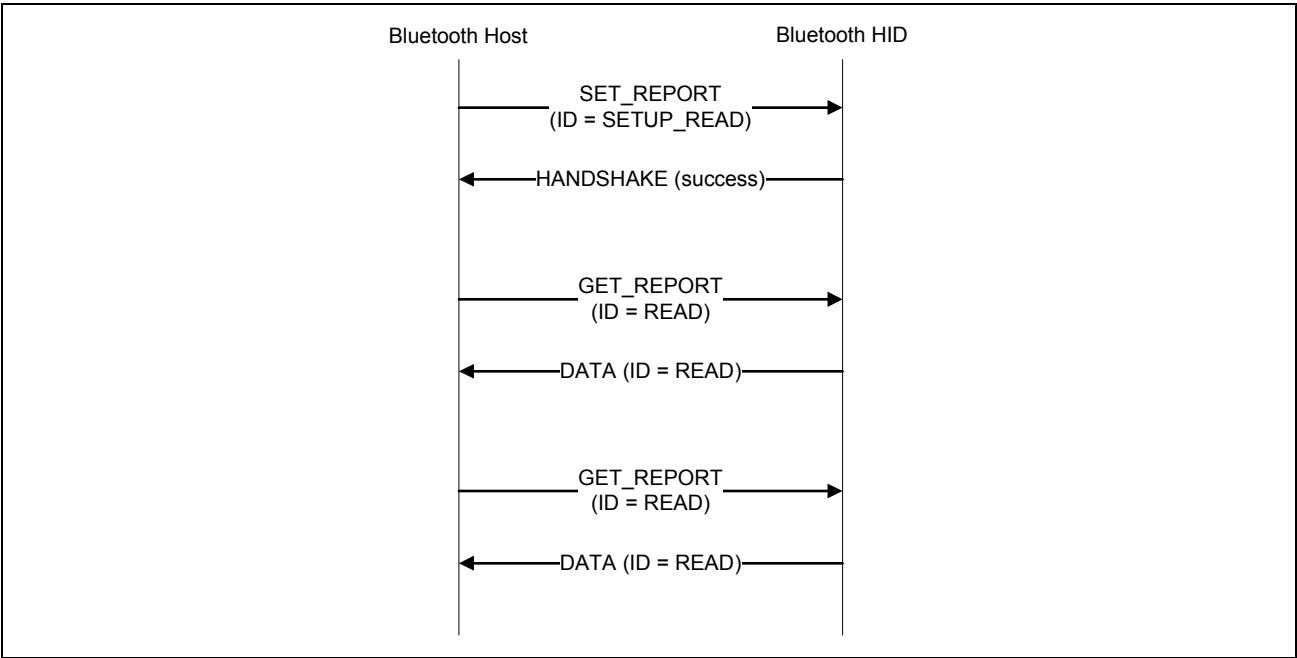 Bluetooth Host
Bluetooth HID
SET_REPORT
(ID = SETUP_READ)
HANDSHAKE (success)
GET_REPORT
(ID = READ)
DATA (ID = READ)
GET_REPORT
(ID = READ)
DATA (ID = READ)